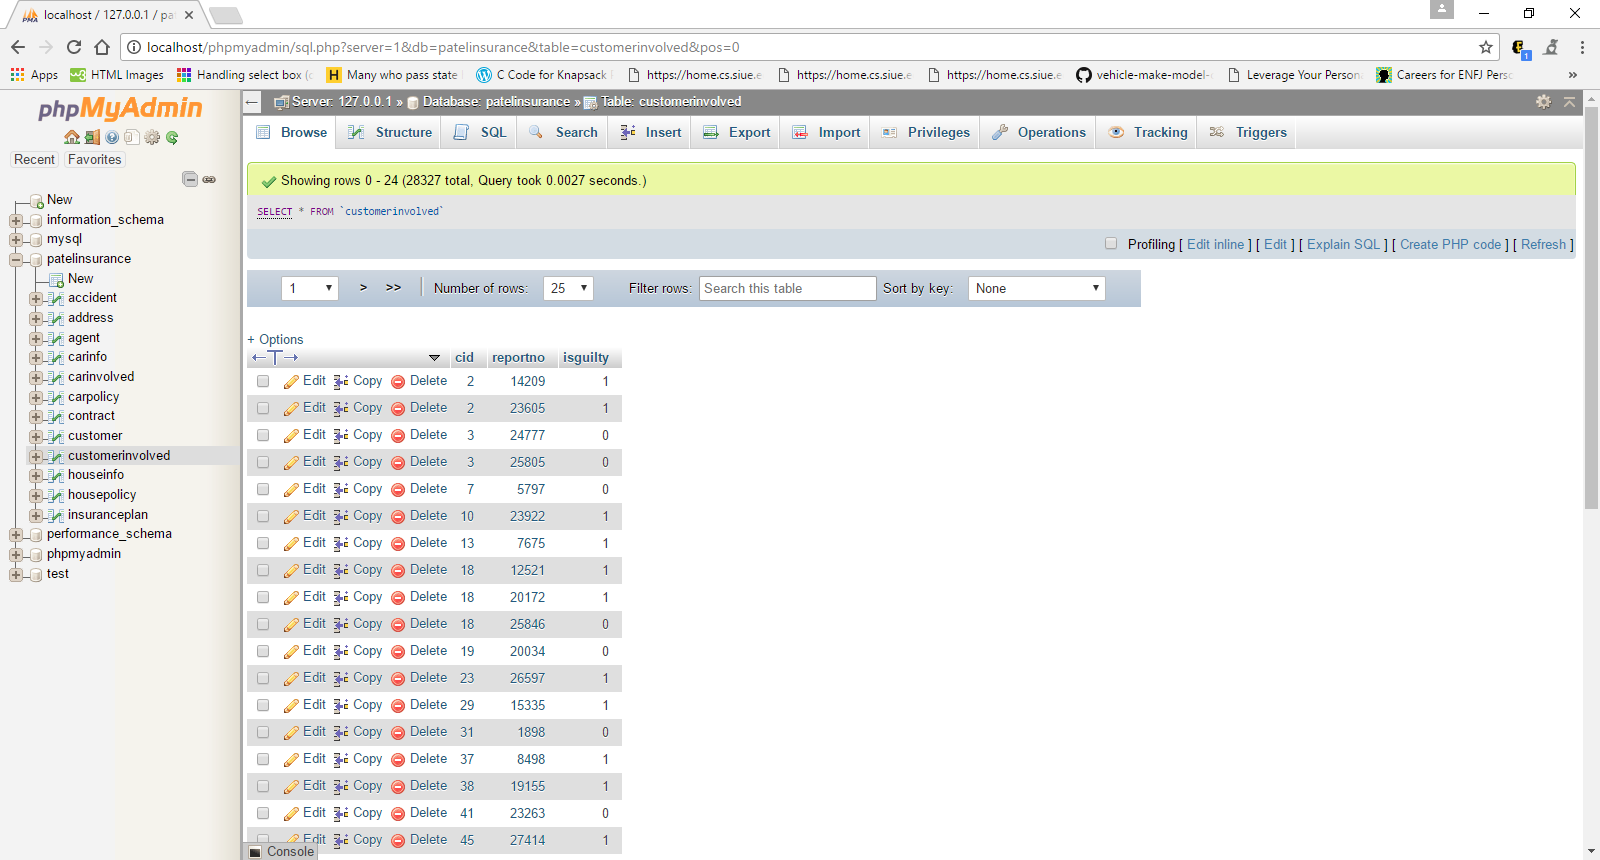 localhost / 127.0.0.1 / pa
localhost/phpmyadmin/sql.php?server=1&db=patelinsurance&table=customerinvolved&pos=0
1
Apps HTML Images Handling select box ( Many who pass state C Code for Knapsack https://home.cs.siue.e https://home.cs.siue.e https://home.cs.siue.e vehicle-make-model- Leverage Your Person Careers for ENFJ Perso »
phpMyAdmin
Recent Favorites
New
information_schema
mysql
patelinsurance
New
accident
address
agent
carinfo
carinvolved
carpolicy
contract
customer
customerinvolved
houseinfo
housepolicy
insuranceplan
performance_schema
phpmyadmin
test
Server: 127.0.0.1 » Database: patelinsurance » Table: customerinvolved
Browse Structure SQL Search Insert Export Import Privileges Operations Tracking Triggers
Showing rows 0 - 24 (28327 total, Query took 0.0027 seconds.)
SELECT * FROM `customerinvolved`
Profiling [ Edit inline ] [ Edit ] [ Explain SQL ] [ Create PHP code ] [ Refresh ]
1 > >> Number of rows: 25 Filter rows: Search this table Sort by key: None
+ Options
←T→ cid reportno isguilty
Edit Copy Delete 2 14209 1
Edit Copy Delete 2 23605 1
Edit Copy Delete 3 24777 0
Edit Copy Delete 3 25805 0
Edit Copy Delete 7 5797 0
Edit Copy Delete 10 23922 1
Edit Copy Delete 13 7675 1
Edit Copy Delete 18 12521 1
Edit Copy Delete 18 20172 1
Edit Copy Delete 18 25846 0
Edit Copy Delete 19 20034 0
Edit Copy Delete 23 26597 1
Edit Copy Delete 29 15335 1
Edit Copy Delete 31 1898 0
Edit Copy Delete 37 8498 1
Edit Copy Delete 38 19155 1
Edit Copy Delete 41 23263 0
Edit Copy Delete 45 27414 1
Console